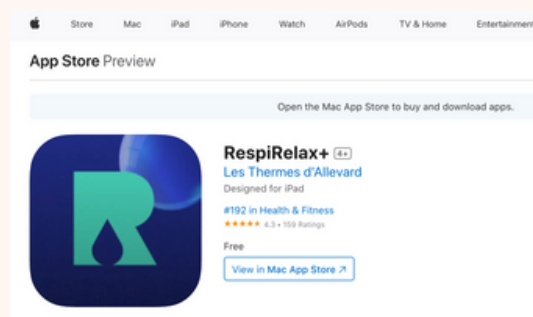 Store Mac iPad iPhone Watch AirPods TV & Home Entertainment
App Store Preview
Open the Mac App Store to buy and download apps.
R
RespiRelax+ 4+
Les Thermes d'Allevard
Designed for iPad
#192 in Health & Fitness
★★★★★ 4.3 • 159 Ratings
Free
View in Mac App Store ↗